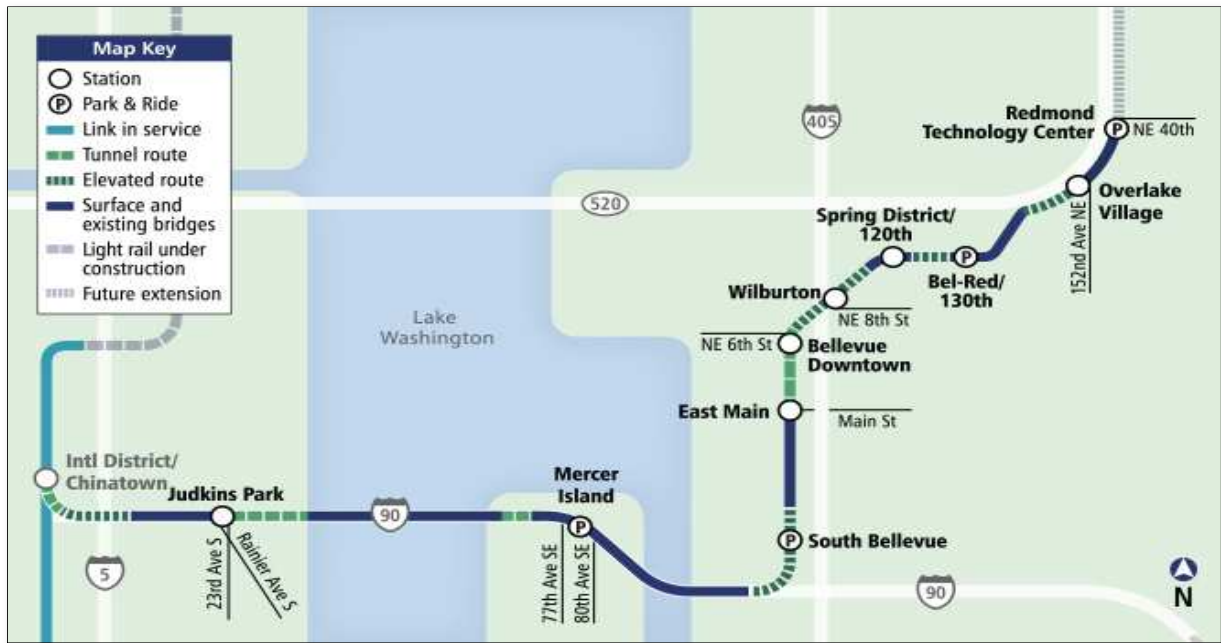 Map Key
Station
P Park & Ride
Link in service
Tunnel route
Elevated route
Surface and
existing bridges
Light rail under
construction
Future extension
405
Redmond
Technology Center
P
NE 40th
520
Overlake
Village
152nd Ave NE
Spring District/
120th
P
Bel-Red/
130th
Wilburton
NE 8th St
Lake
Washington
NE 6th St
Bellevue
Downtown
East Main
Main St
Intl District/
Chinatown
Judkins Park
Mercer
Island
90
P
P
South Bellevue
5
23rd Ave S
Rainier Ave S
77th Ave SE
80th Ave SE
90
N